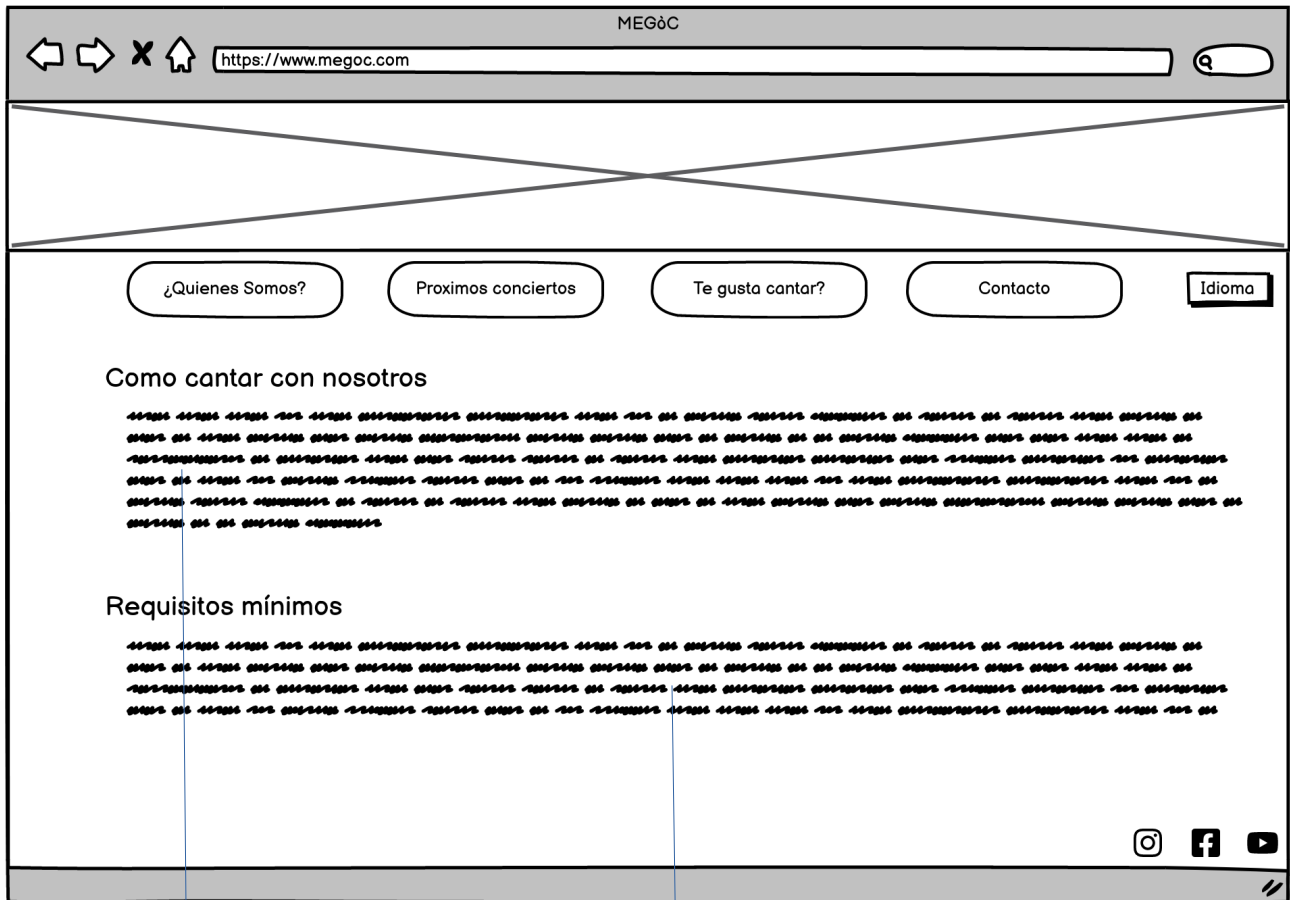 MEGòC
https://www.megoc.com
¿Quienes Somos?
Proximos conciertos
Te gusta cantar?
Contacto
Idioma
Como cantar con nosotros
Requisitos mínimos